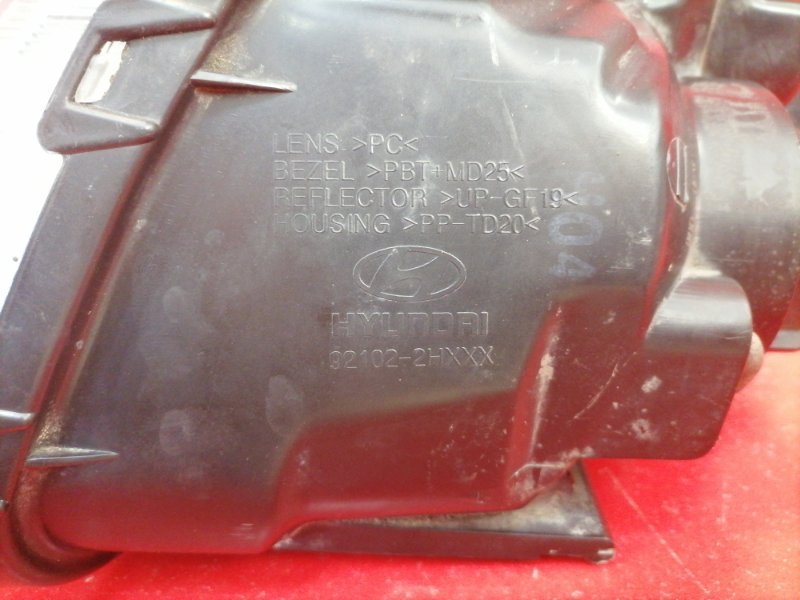 LENS >PC<
BEZEL >PBT+MD25<
REFLECTOR >UP-GF19<
HOUSING >PP-TD20<
HYUNDAI
92102-2HXXX